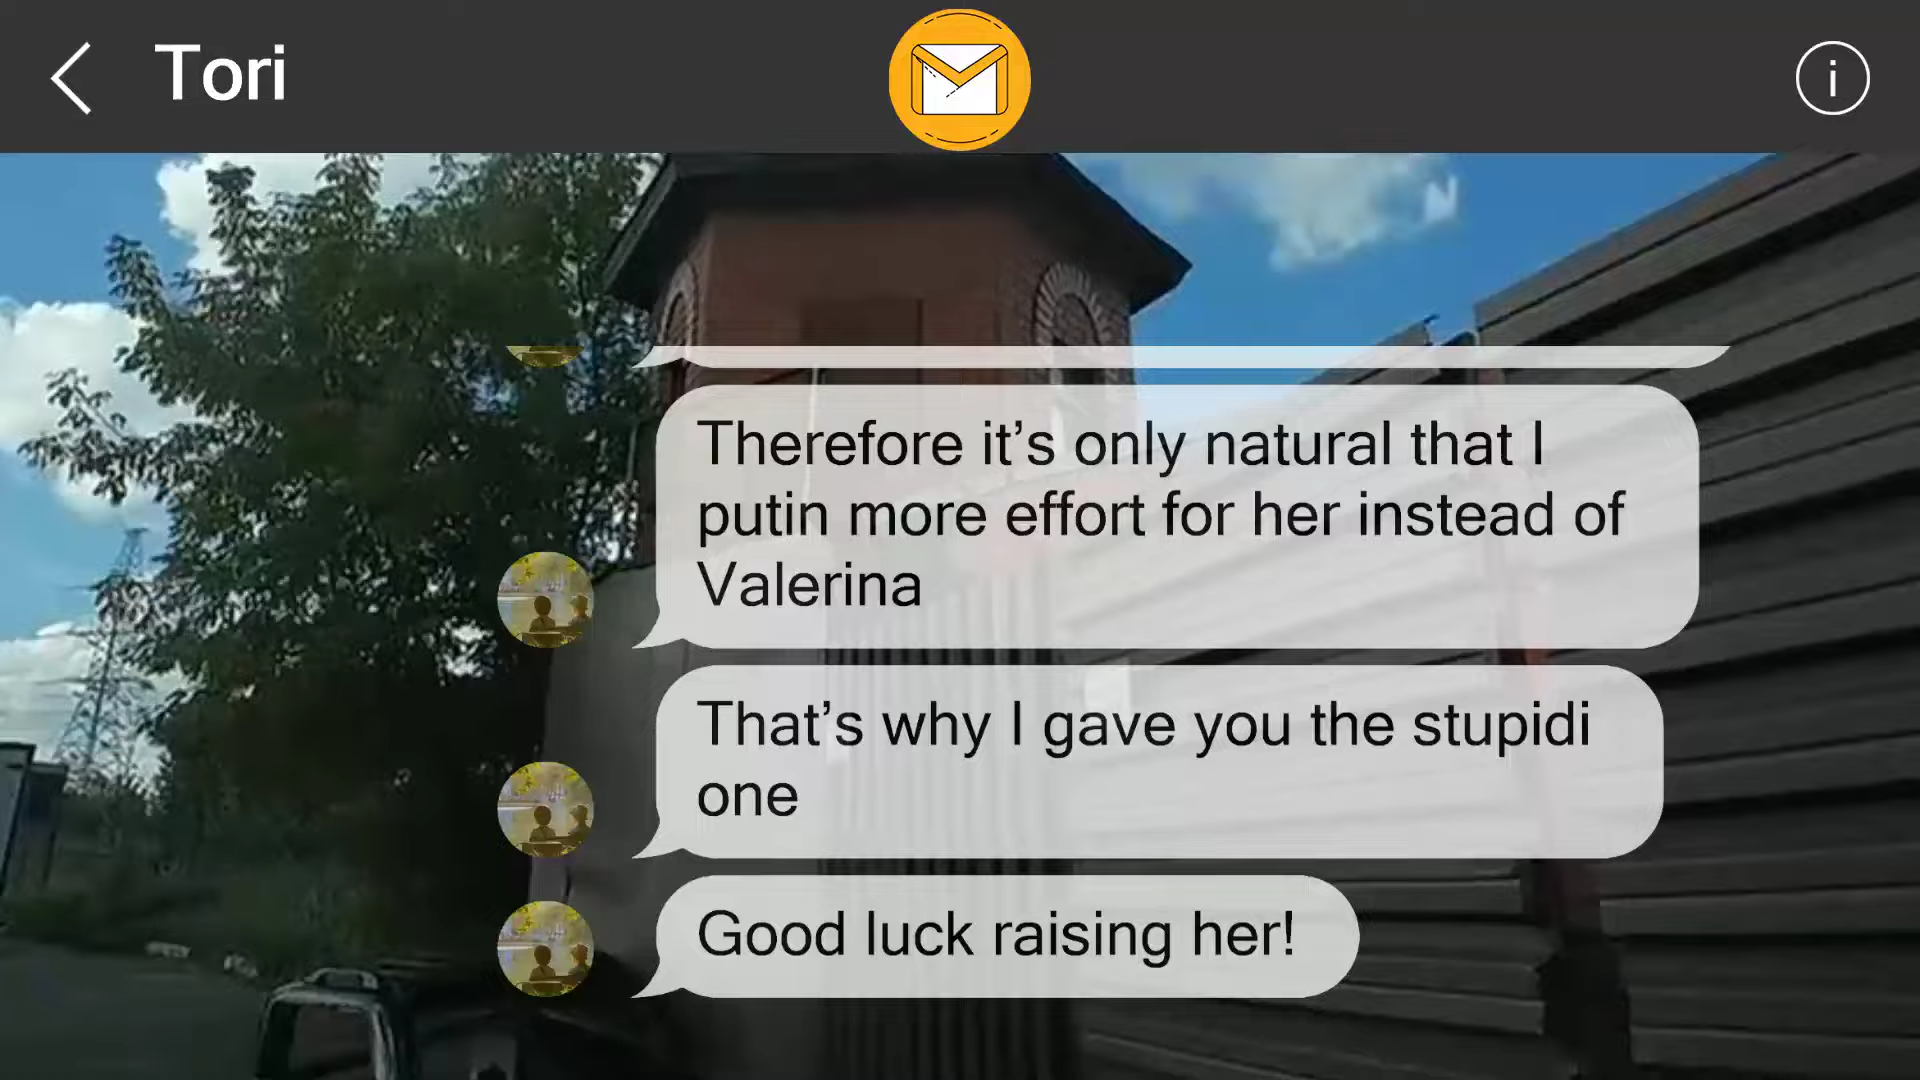 Tori
Therefore it’s only natural that I
putin more effort for her instead of
Valerina
That’s why I gave you the stupidi
one
Good luck raising her!